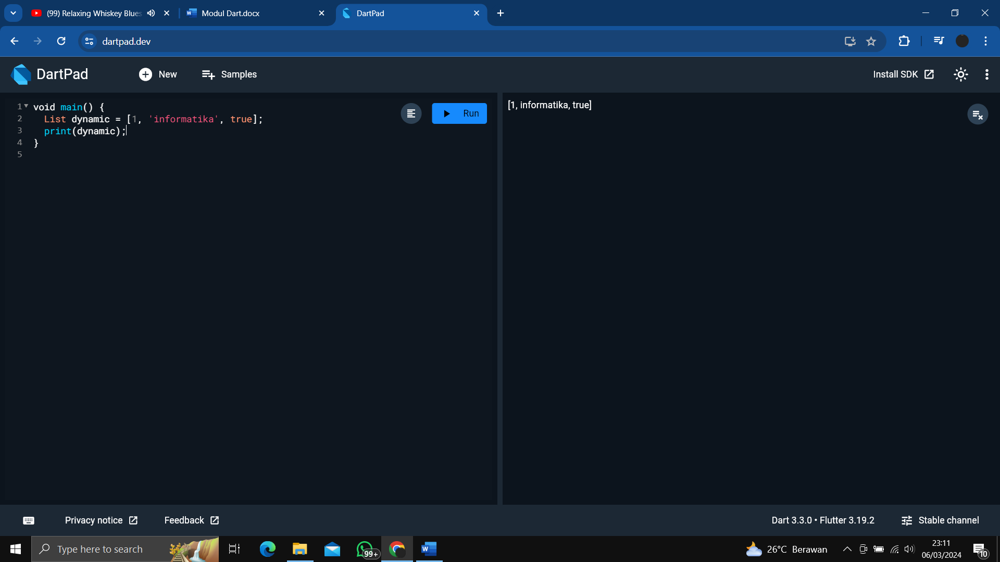 (99) Relaxing Whiskey Blues
Modul Dart.docx
DartPad
dartpad.dev
DartPad
New
Samples
Install SDK
1 void main() {
2 List dynamic = [1, 'informatika', true];
3 print(dynamic);
4 }
5
Run
[1, informatika, true]
Privacy notice
Feedback
Dart 3.3.0 • Flutter 3.19.2
Stable channel
Type here to search
99+
26°C Berawan
23:11
06/03/2024
10